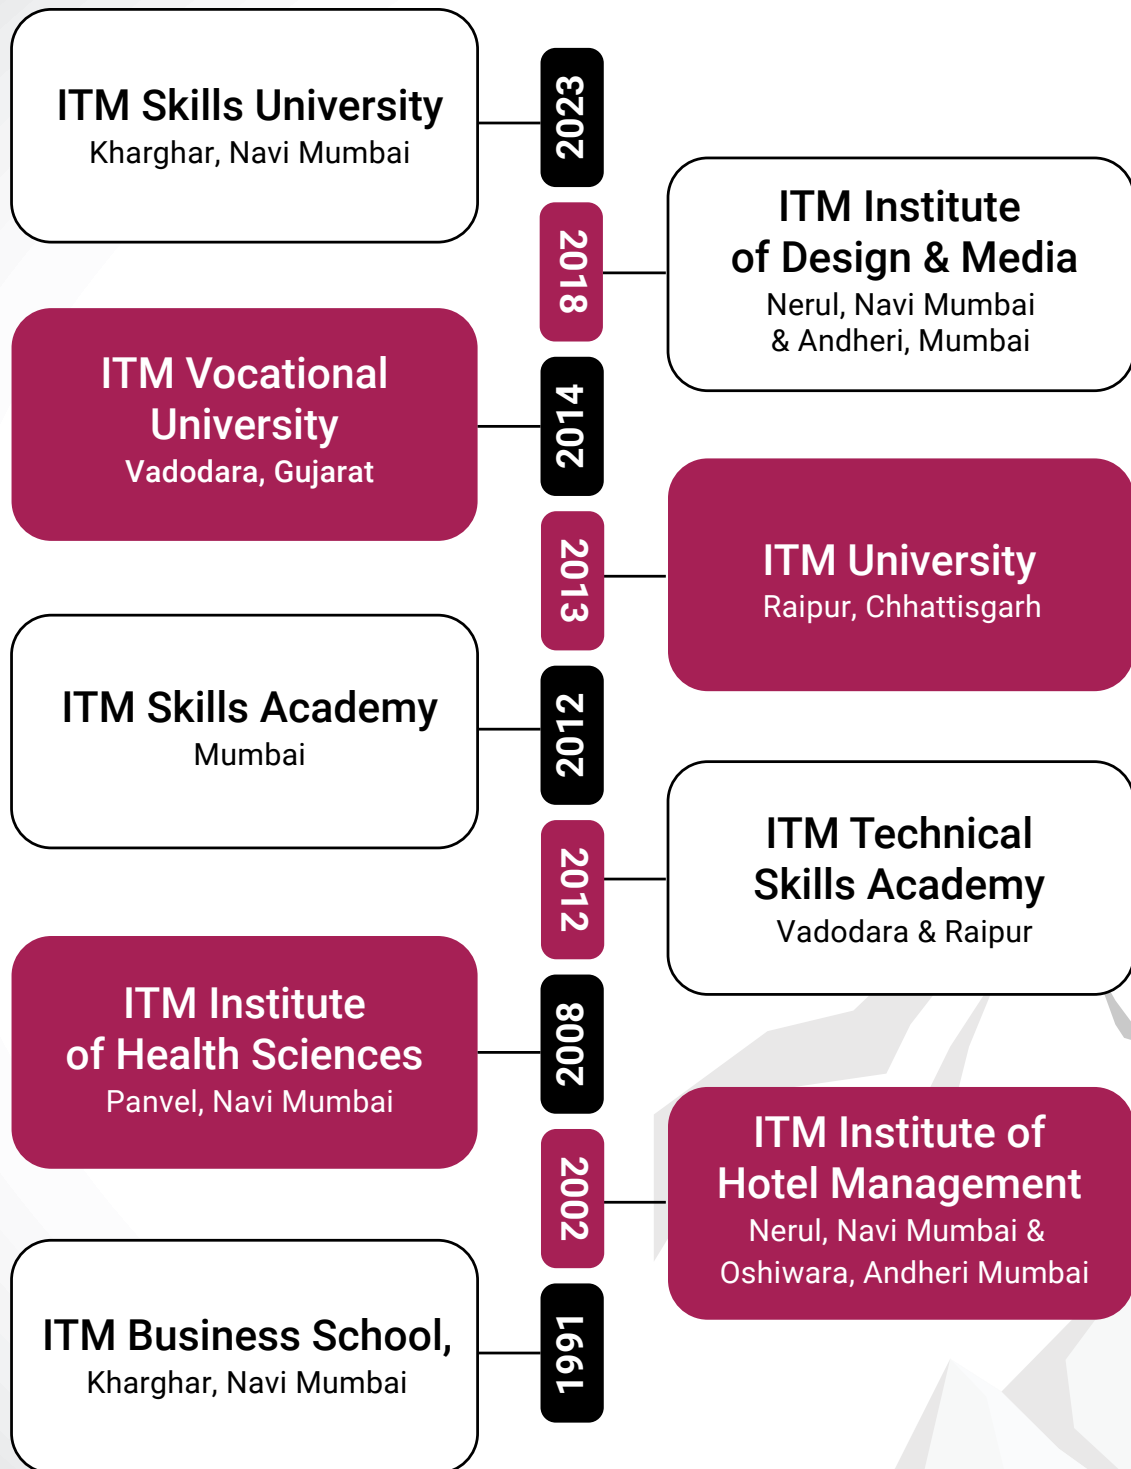 ITM Skills University
Kharghar, Navi Mumbai
2023
ITM Institute
of Design & Media
Nerul, Navi Mumbai
& Andheri, Mumbai
2018
ITM Vocational
University
Vadodara, Gujarat
2014
ITM University
Raipur, Chhattisgarh
2013
ITM Skills Academy
Mumbai
2012
ITM Technical
Skills Academy
Vadodara & Raipur
2012
ITM Institute
of Health Sciences
Panvel, Navi Mumbai
2008
ITM Institute of
Hotel Management
Nerul, Navi Mumbai &
Oshiwara, Andheri Mumbai
2002
ITM Business School,
Kharghar, Navi Mumbai
1991